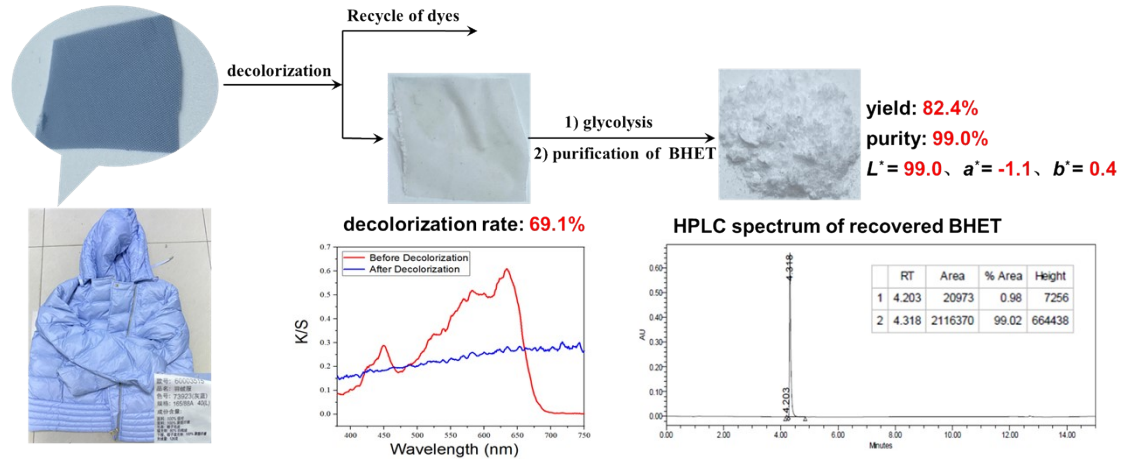 Recycle of dyes
decolorization
1) glycolysis
2) purification of BHET
yield: 82.4%
purity: 99.0%
L*= 99.0、a*= -1.1、b*= 0.4
decolorization rate: 69.1%
Before Decolorization
After Decolorization
K/S
0.7
0.6
0.5
0.4
0.3
0.2
0.1
0.0
400 450 500 550 600 650 700 750
Wavelength (nm)
HPLC spectrum of recovered BHET
AU
0.60
0.50
0.40
0.30
0.20
0.10
0.00
4.318
4.203
RT Area % Area Height
1 4.203 20973 0.98 7256
2 4.318 2116370 99.02 664438
0.00 2.00 4.00 6.00 8.00 10.00 12.00 14.00
Minutes